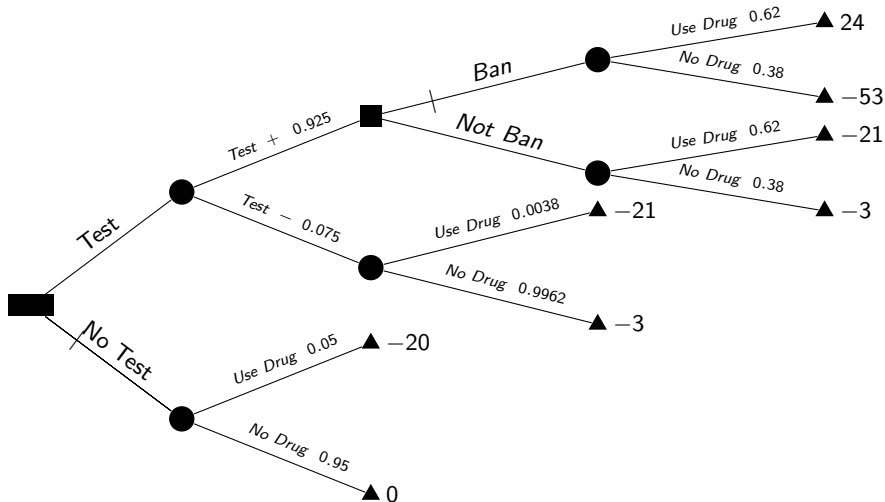 Use Drug 0.62
24
Ban
No Drug 0.38
−53
Test + 0.925
Not Ban
Use Drug 0.62
−21
No Drug 0.38
−3
Test
Test − 0.075
Use Drug 0.0038
−21
No Drug 0.9962
−3
No Test
Use Drug 0.05
−20
No Drug 0.95
0